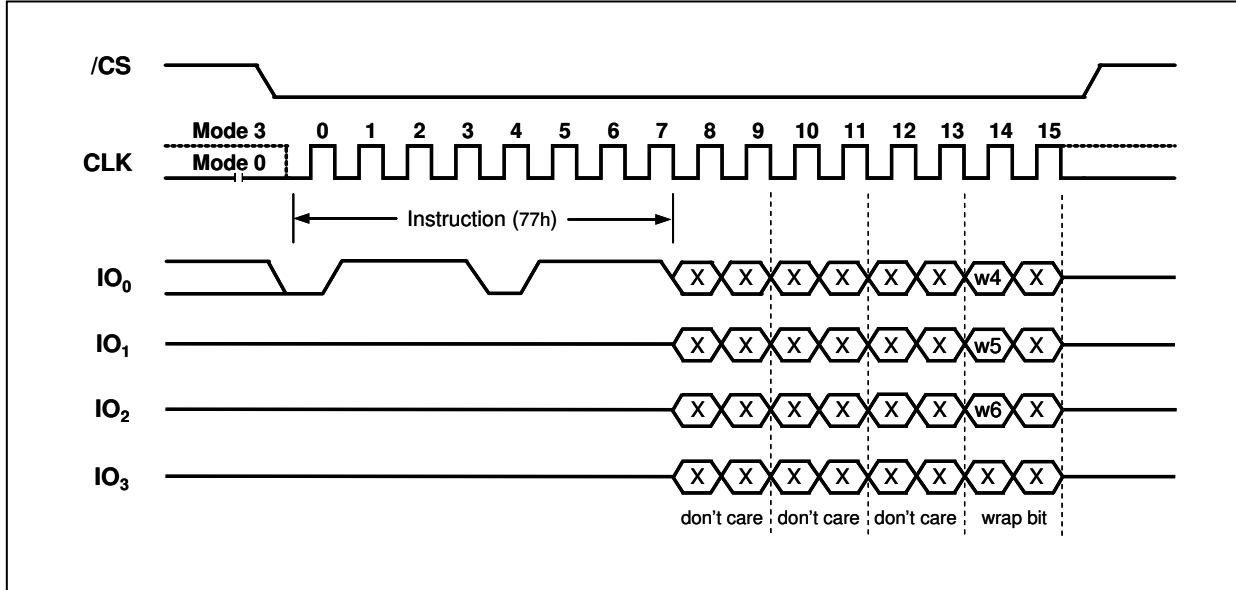 /CS
Mode 3 0 1 2 3 4 5 6 7 8 9 10 11 12 13 14 15
CLK Mode 0
Instruction (77h)
IO0 X X X X X X w4 X
IO1 X X X X X X w5 X
IO2 X X X X X X w6 X
IO3 X X X X X X X X
don't care don't care don't care wrap bit